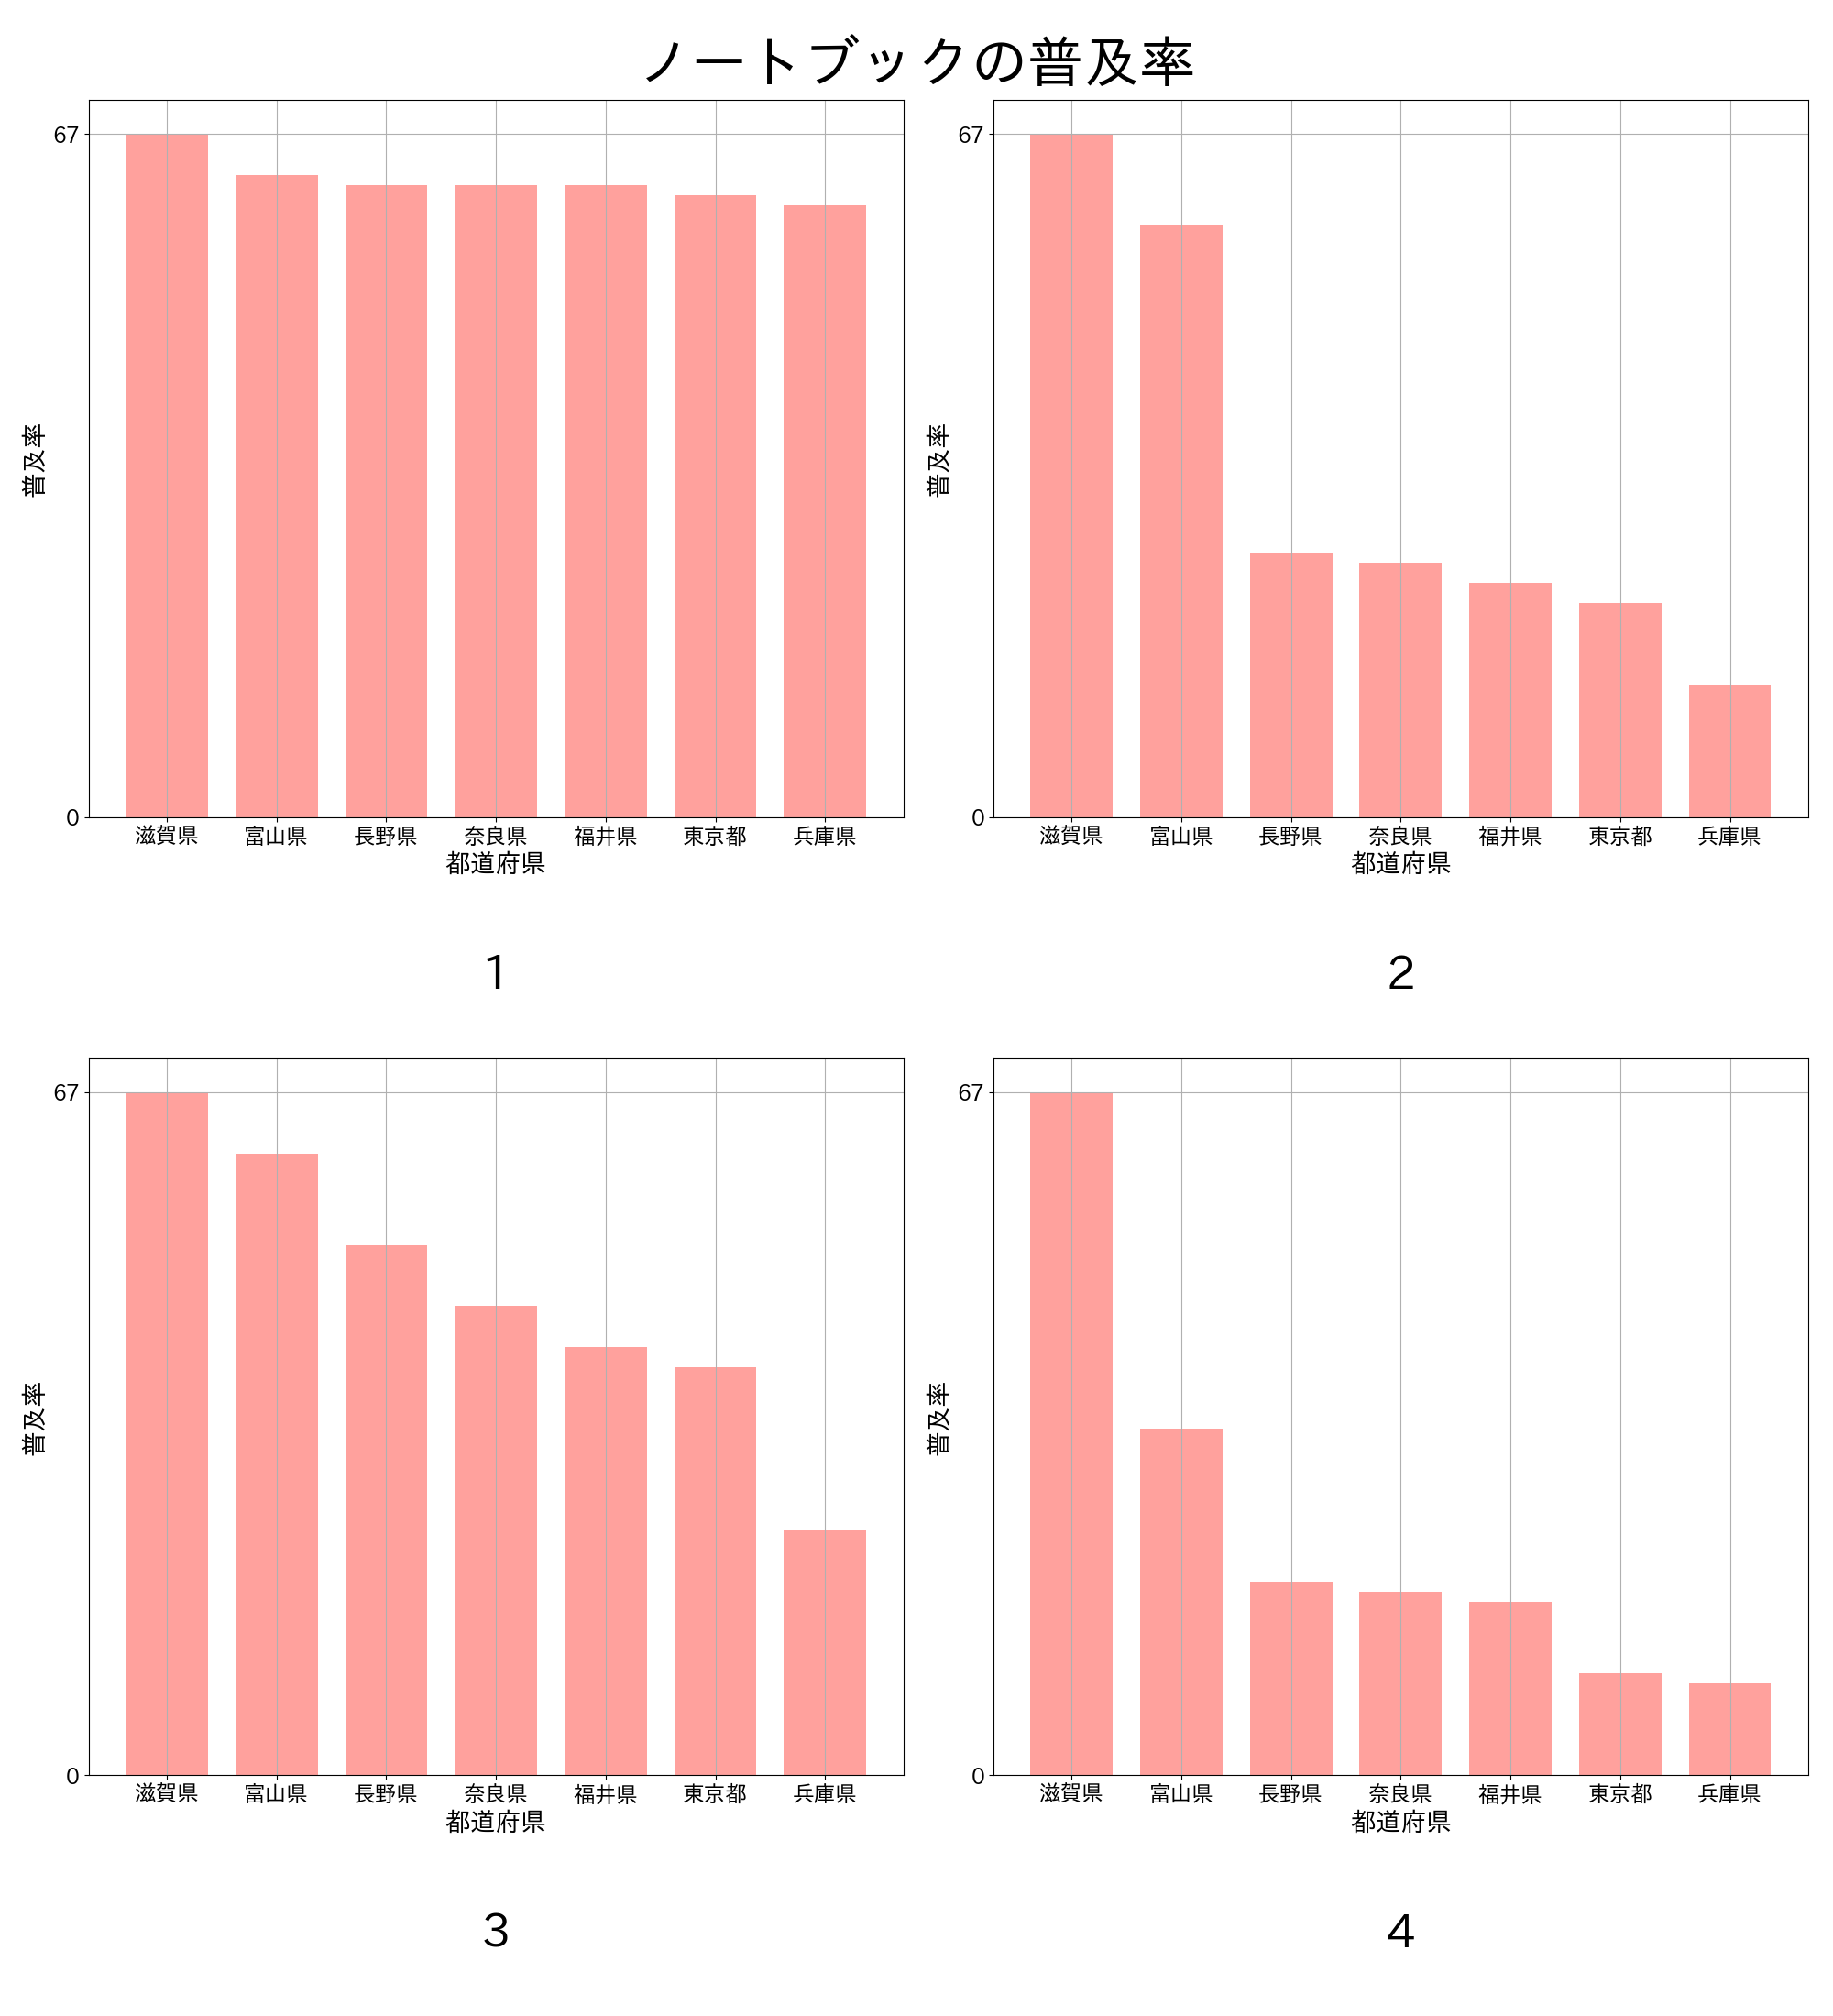 ノートブックの普及率
67
0
普及率
滋賀県 富山県 長野県 奈良県 福井県 東京都 兵庫県
都道府県
1
67
0
普及率
滋賀県 富山県 長野県 奈良県 福井県 東京都 兵庫県
都道府県
2
67
0
普及率
滋賀県 富山県 長野県 奈良県 福井県 東京都 兵庫県
都道府県
3
67
0
普及率
滋賀県 富山県 長野県 奈良県 福井県 東京都 兵庫県
都道府県
4